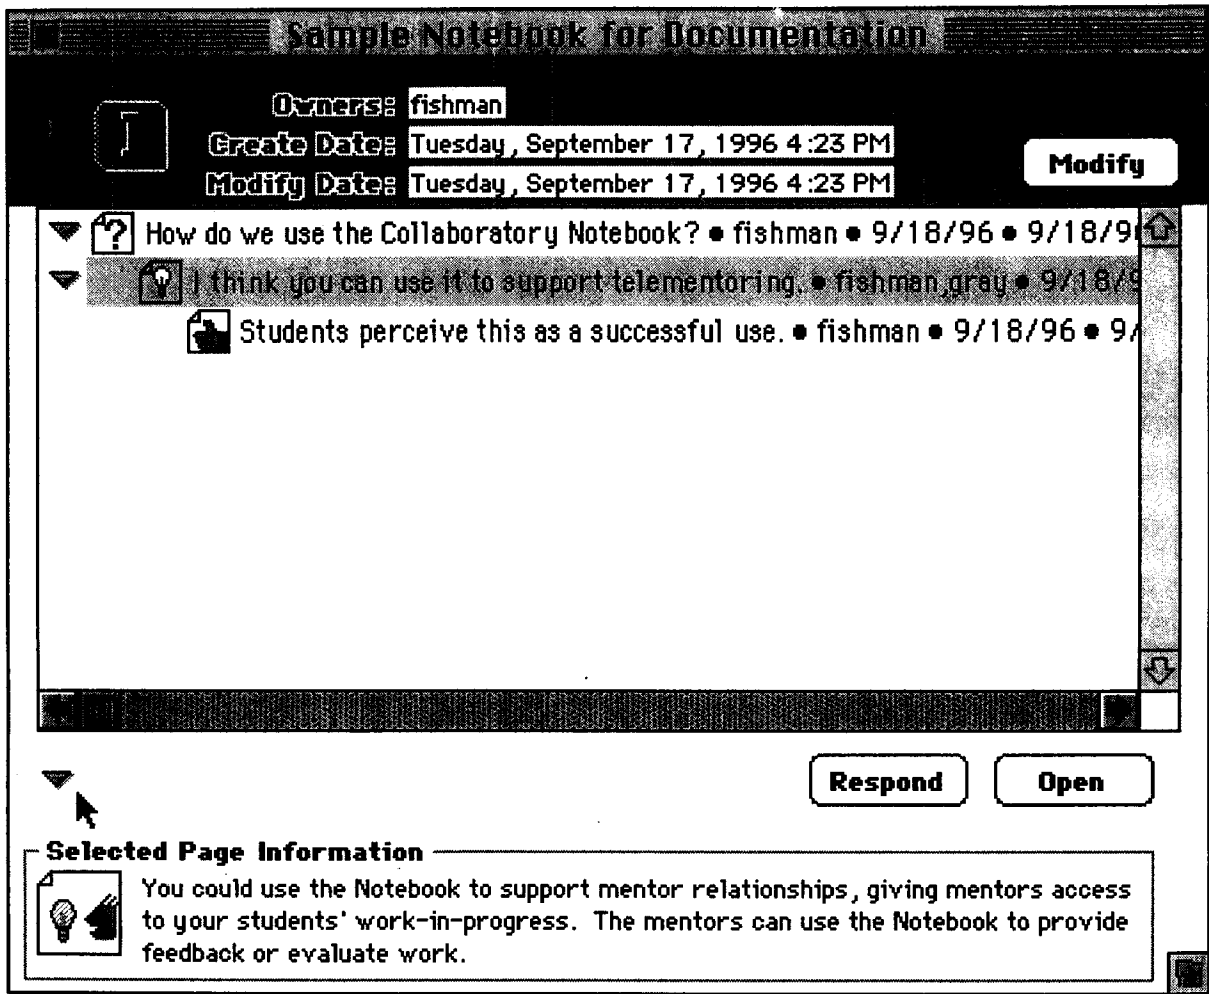 Sample Notebook for Documentation
Owners: fishman
Create Date: Tuesday, September 17, 1996 4:23 PM
Modify Date: Tuesday, September 17, 1996 4:23 PM
Modify
? How do we use the Collaboratory Notebook? • fishman • 9/18/96 • 9/18/9
I think you can use it to support telementoring. • fishman,gray • 9/18/9
Students perceive this as a successful use. • fishman • 9/18/96 • 9/
Respond
Open
Selected Page Information
You could use the Notebook to support mentor relationships, giving mentors access
to your students' work-in-progress. The mentors can use the Notebook to provide
feedback or evaluate work.